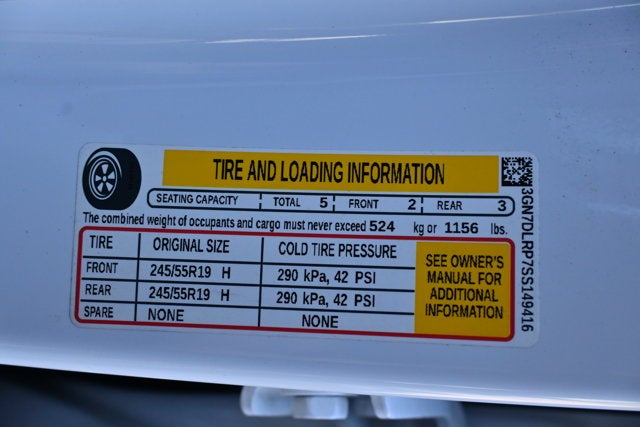 TIRE AND LOADING INFORMATION
SEATING CAPACITY TOTAL 5 FRONT 2 REAR 3
The combined weight of occupants and cargo must never exceed 524 kg or 1156 lbs.
TIRE ORIGINAL SIZE COLD TIRE PRESSURE
FRONT 245/55R19 H 290 kPa, 42 PSI
REAR 245/55R19 H 290 kPa, 42 PSI
SPARE NONE NONE
SEE OWNER'S
MANUAL FOR
ADDITIONAL
INFORMATION
3GN7DLRP7SS149416